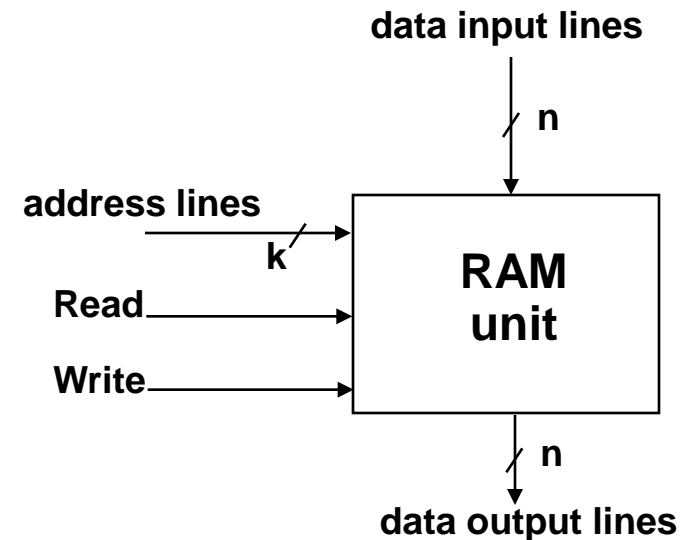 data input lines
n
address lines
k
RAM
unit
Read
Write
n
data output lines